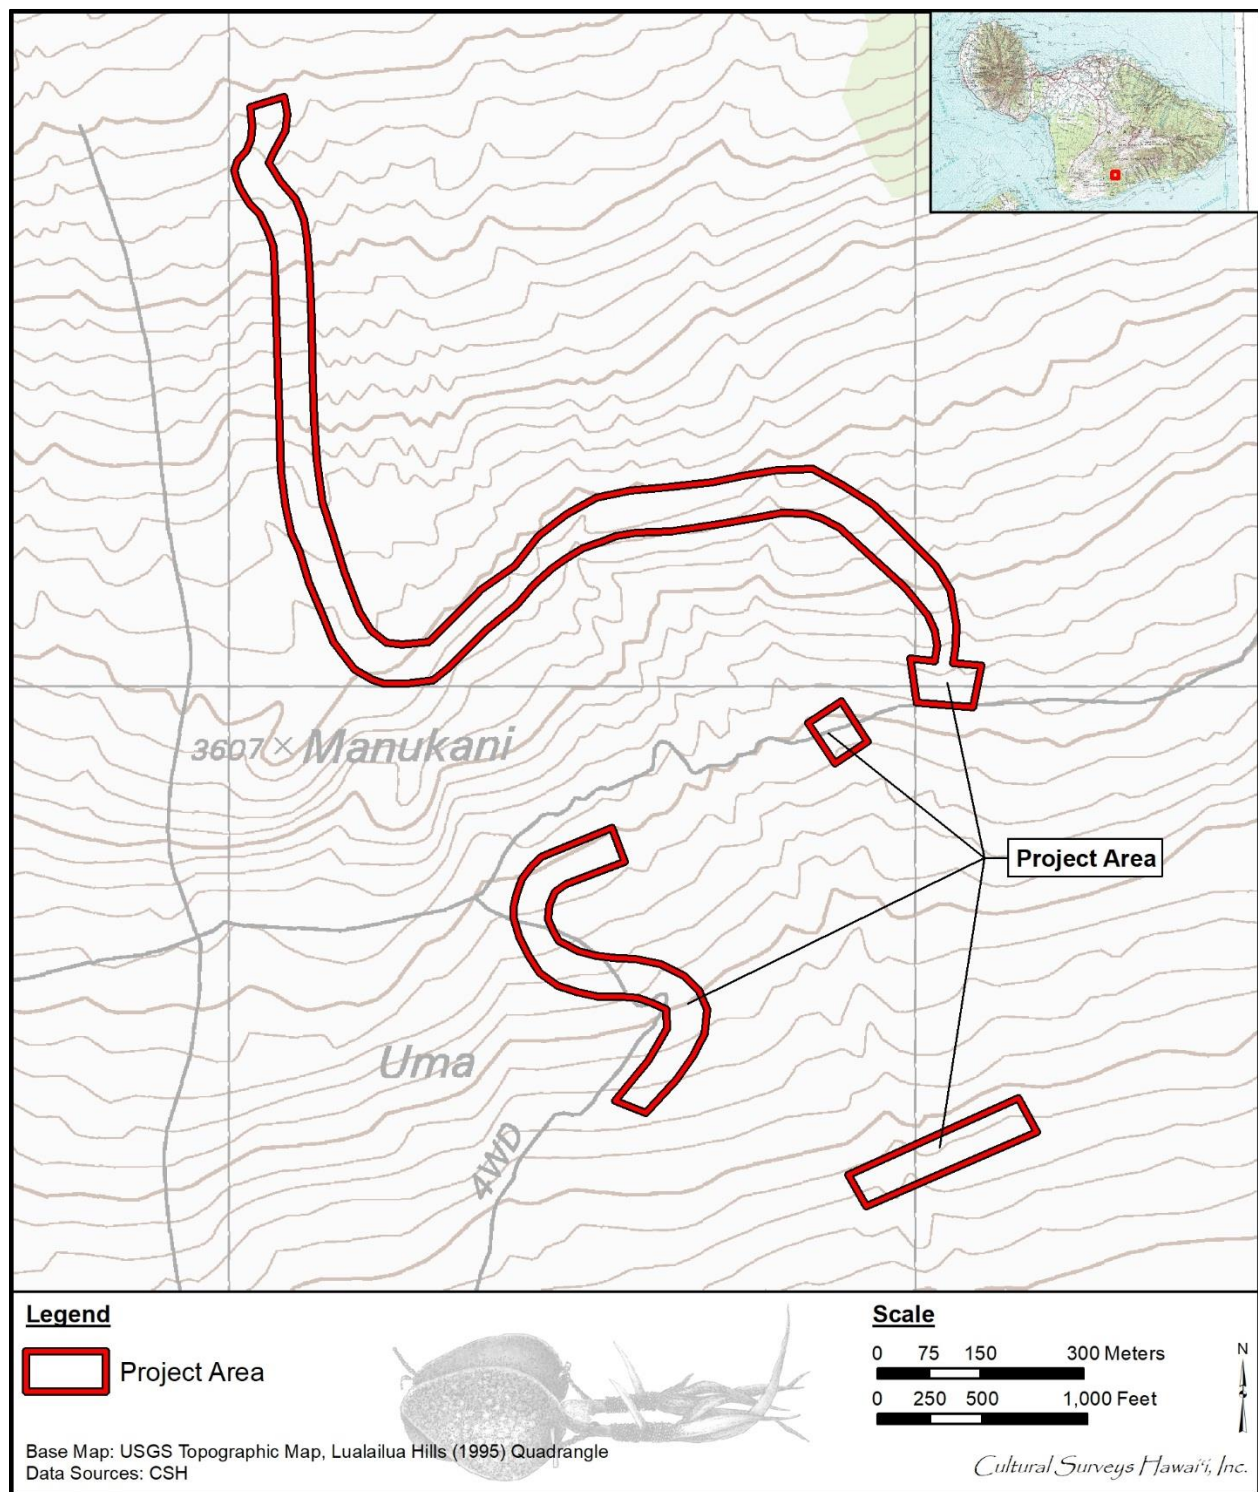 3607 × Manukani
Project Area
Uma
4WD
Legend
Project Area
Scale
0 75 150 300 Meters
0 250 500 1,000 Feet
N
Base Map: USGS Topographic Map, Lualailua Hills (1995) Quadrangle
Data Sources: CSH
Cultural Surveys Hawai‘i, Inc.